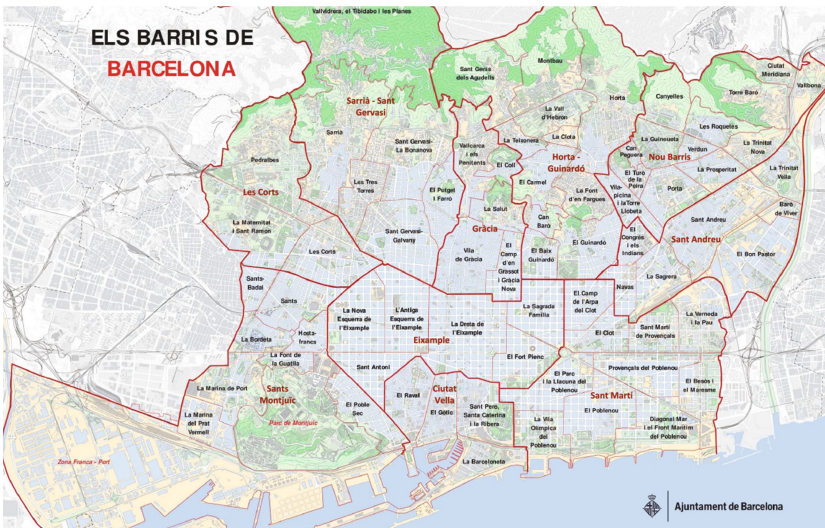 Vallvidrera, el Tibidabo i les Planes
ELS BARRIS DE
BARCELONA
Sant Genís
dels Agudells
Montbau
Ciutat
Meridiana
Vallbona
Torre Baró
Canyelles
Horta
Sarrià - Sant
Gervasi
La Vall
d'Hebron
Les Roquetes
Sarrià
Sant Gervasi-
La Bonanova
Vallcarca
i els
Penitents
La Teixonera
La Clota
La Guineueta
Verdun
La Trinitat
Nova
Can
Peguera
Nou Barris
Pedralbes
El Coll
Horta -
Guinardó
El Turó
de la
Peira
La Prosperitat
La Trinitat
Vella
Les Corts
Les Tres
Torres
El Putget
i Farró
El Carmel
La Font
d'en Fargues
Vila-
picina
i la Torre
Llobeta
Porta
Baró
de Viver
La Salut
La Maternitat
i Sant Ramon
Sant Gervasi-
Galvany
Gràcia
Can
Baró
Sant Andreu
El
Congrés
i els
Indians
Sant Andreu
Les Corts
Vila
de Gràcia
El
Camp
d'en
Grassot
i Gràcia
Nova
El Baix
Guinardó
El Guinardó
El Bon Pastor
La Sagrera
Navas
Sants-
Badal
Sants
El Camp
de l'Arpa
del Clot
La Nova
Esquerra de
l'Eixample
L'Antiga
Esquerra de
l'Eixample
La Dreta de
l'Eixample
La Sagrada
Família
La Verneda
i La Pau
Sant Martí
de Provençals
El Clot
La Bordeta
Hosta-
francs
Eixample
La Font de
la Guatlla
Sant Antoni
El Fort Pienc
El Parc
i la Llacuna del
Poblenou
Provençals del Poblenou
La Marina de Port
Sants
Montjuïc
Ciutat
Vella
El Raval
El Gòtic
Sant Martí
El Besòs i
el Maresme
El Poble
Sec
Sant Pere,
Santa Caterina
i la Ribera
El Poblenou
La Marina
del Prat
Vermell
Parc de Montjuïc
La Vila
Olímpica
del
Poblenou
Diagonal Mar
i el Front Marítim
del Poblenou
Zona Franca - Port
La Barceloneta
Ajuntament de Barcelona